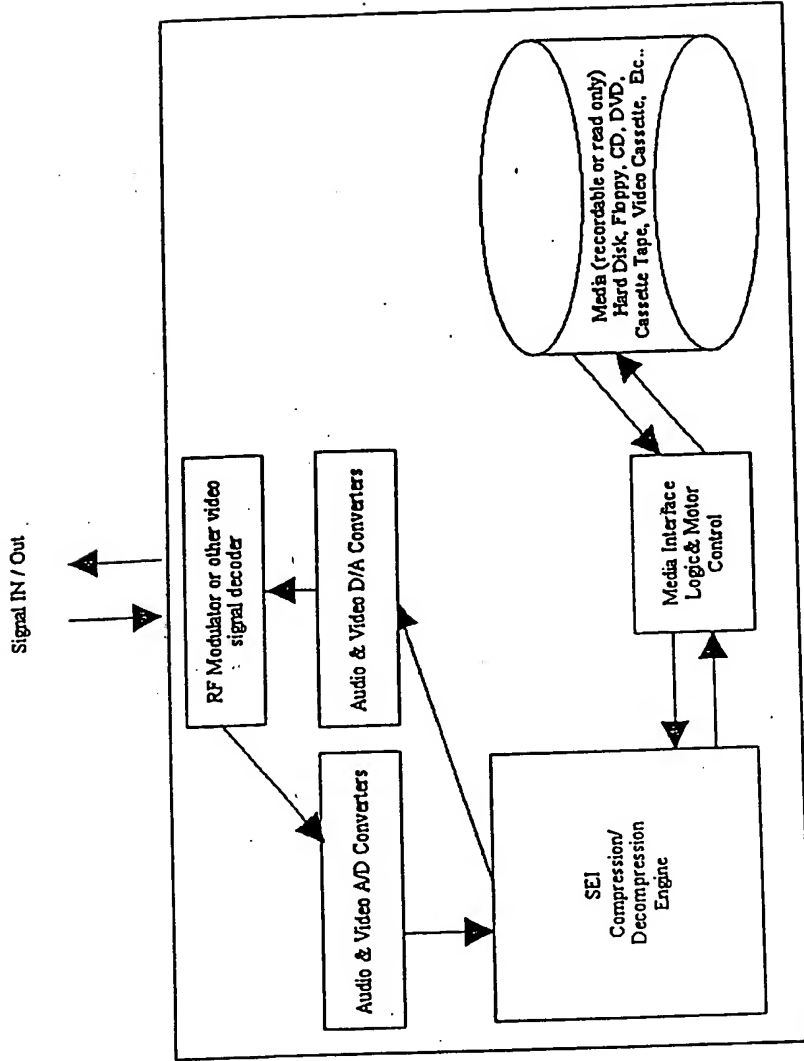 Signal IN / Out
RF Modulator or other video
signal decoder
Audio & Video A/D Converters
Audio & Video D/A Converters
SEI
Compression/
Decompression
Engine
Media Interface
Logic & Motor
Control
Media (recordable or read only)
Hard Disk, Floppy, CD, DVD,
Cassette Tape, Video Cassette, Etc..